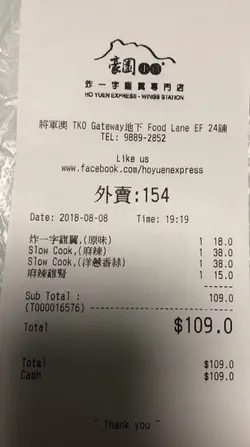 豪園小食
炸一字雞翼專門店
HO YUEN EXPRESS - WINGS STATION
將軍澳 TKO Gateway地下 Food Lane EF 24舖
TEL: 9889-2852
Like us
www.facebook.com/hoyuenexpress
外賣:154
Date: 2018-08-08 Time: 19:19
炸一字雞翼,(原味) 1 18.0
Slow Cook,(麻辣) 1 38.0
Slow Cook,(洋蔥香絲) 1 38.0
麻辣雞腎 1 15.0
Sub Total : 109.0
(T000016576)
Total $109.0
Total $109.0
Cash $109.0
~ Thank you ~